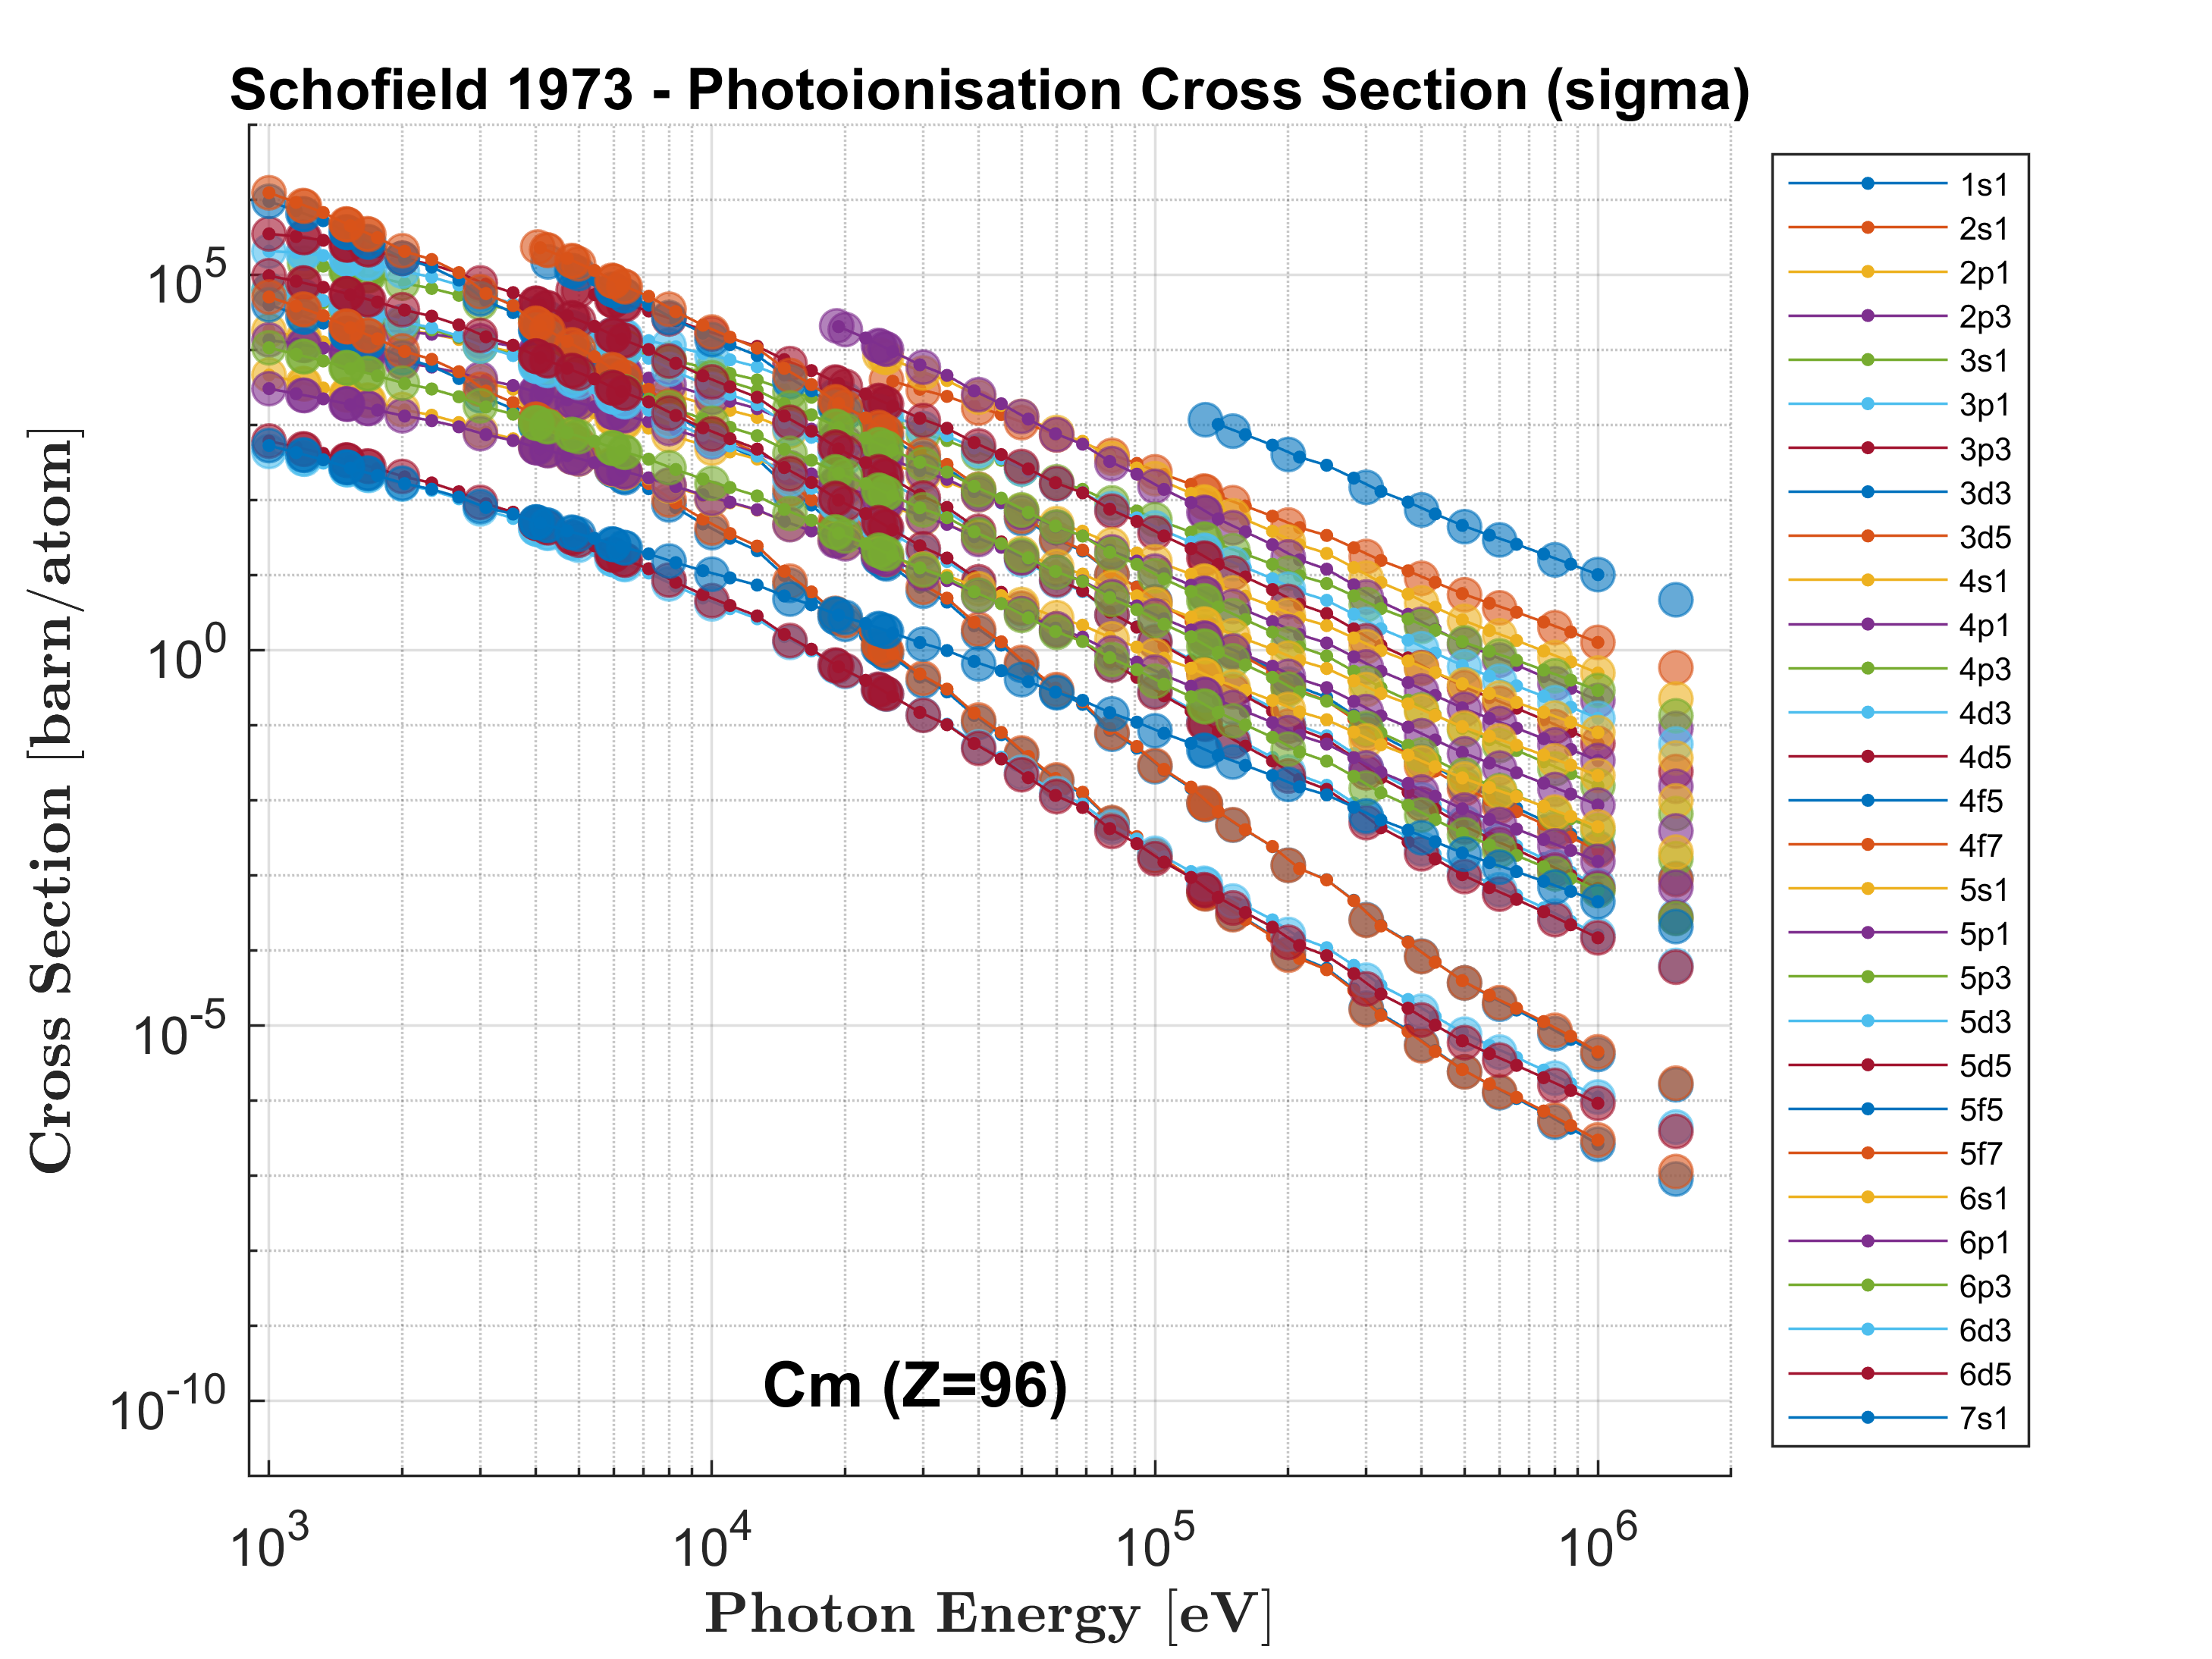 Schofield 1973 - Photoionisation Cross Section (sigma)
Cross Section [barn/atom]
10^5
10^0
10^-5
10^-10
Cm (Z=96)
10^3 10^4 10^5 10^6
Photon Energy [eV]
1s1
2s1
2p1
2p3
3s1
3p1
3p3
3d3
3d5
4s1
4p1
4p3
4d3
4d5
4f5
4f7
5s1
5p1
5p3
5d3
5d5
5f5
5f7
6s1
6p1
6p3
6d3
6d5
7s1